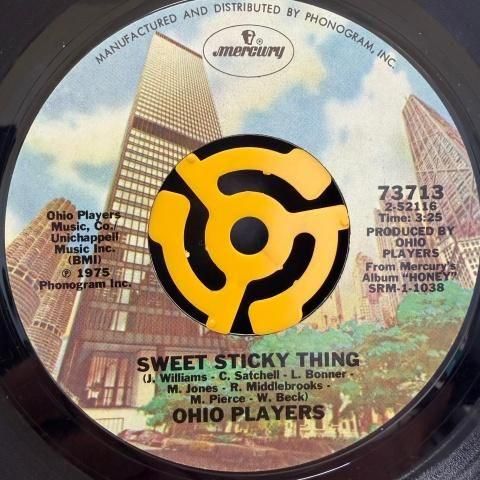 MANUFACTURED AND DISTRIBUTED BY PHONOGRAM, INC.
®
mercury
73713
2-52116
Time: 3:25
PRODUCED BY
OHIO
PLAYERS
From Mercury's
Album "HONEY"
SRM-1-1038
Ohio Players
Music, Co.
Unichappell
Music Inc.
(BMI)
℗ 1975
Phonogram Inc.
SWEET STICKY THING
(J. Williams - C. Satchell - L. Bonner -
M. Jones - R. Middlebrooks -
M. Pierce - W. Beck)
OHIO PLAYERS